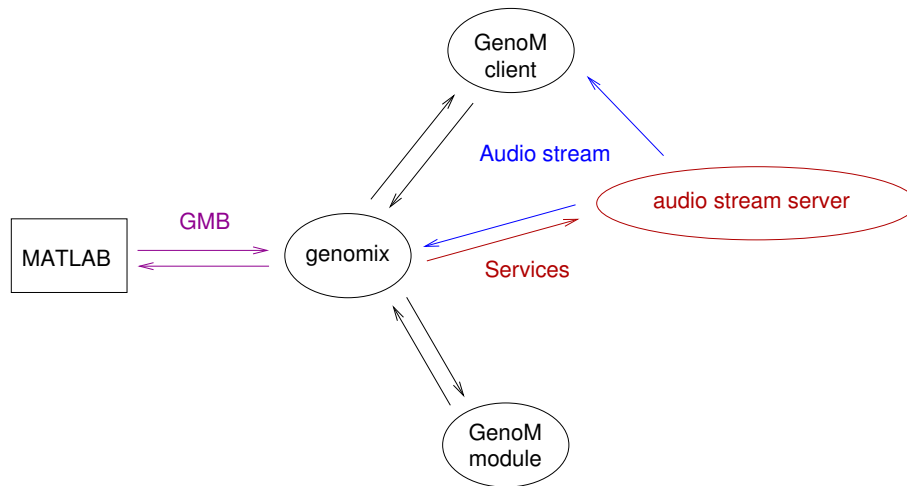 GenoM
client
Audio stream
audio stream server
GMB
MATLAB
genomix
Services
GenoM
module